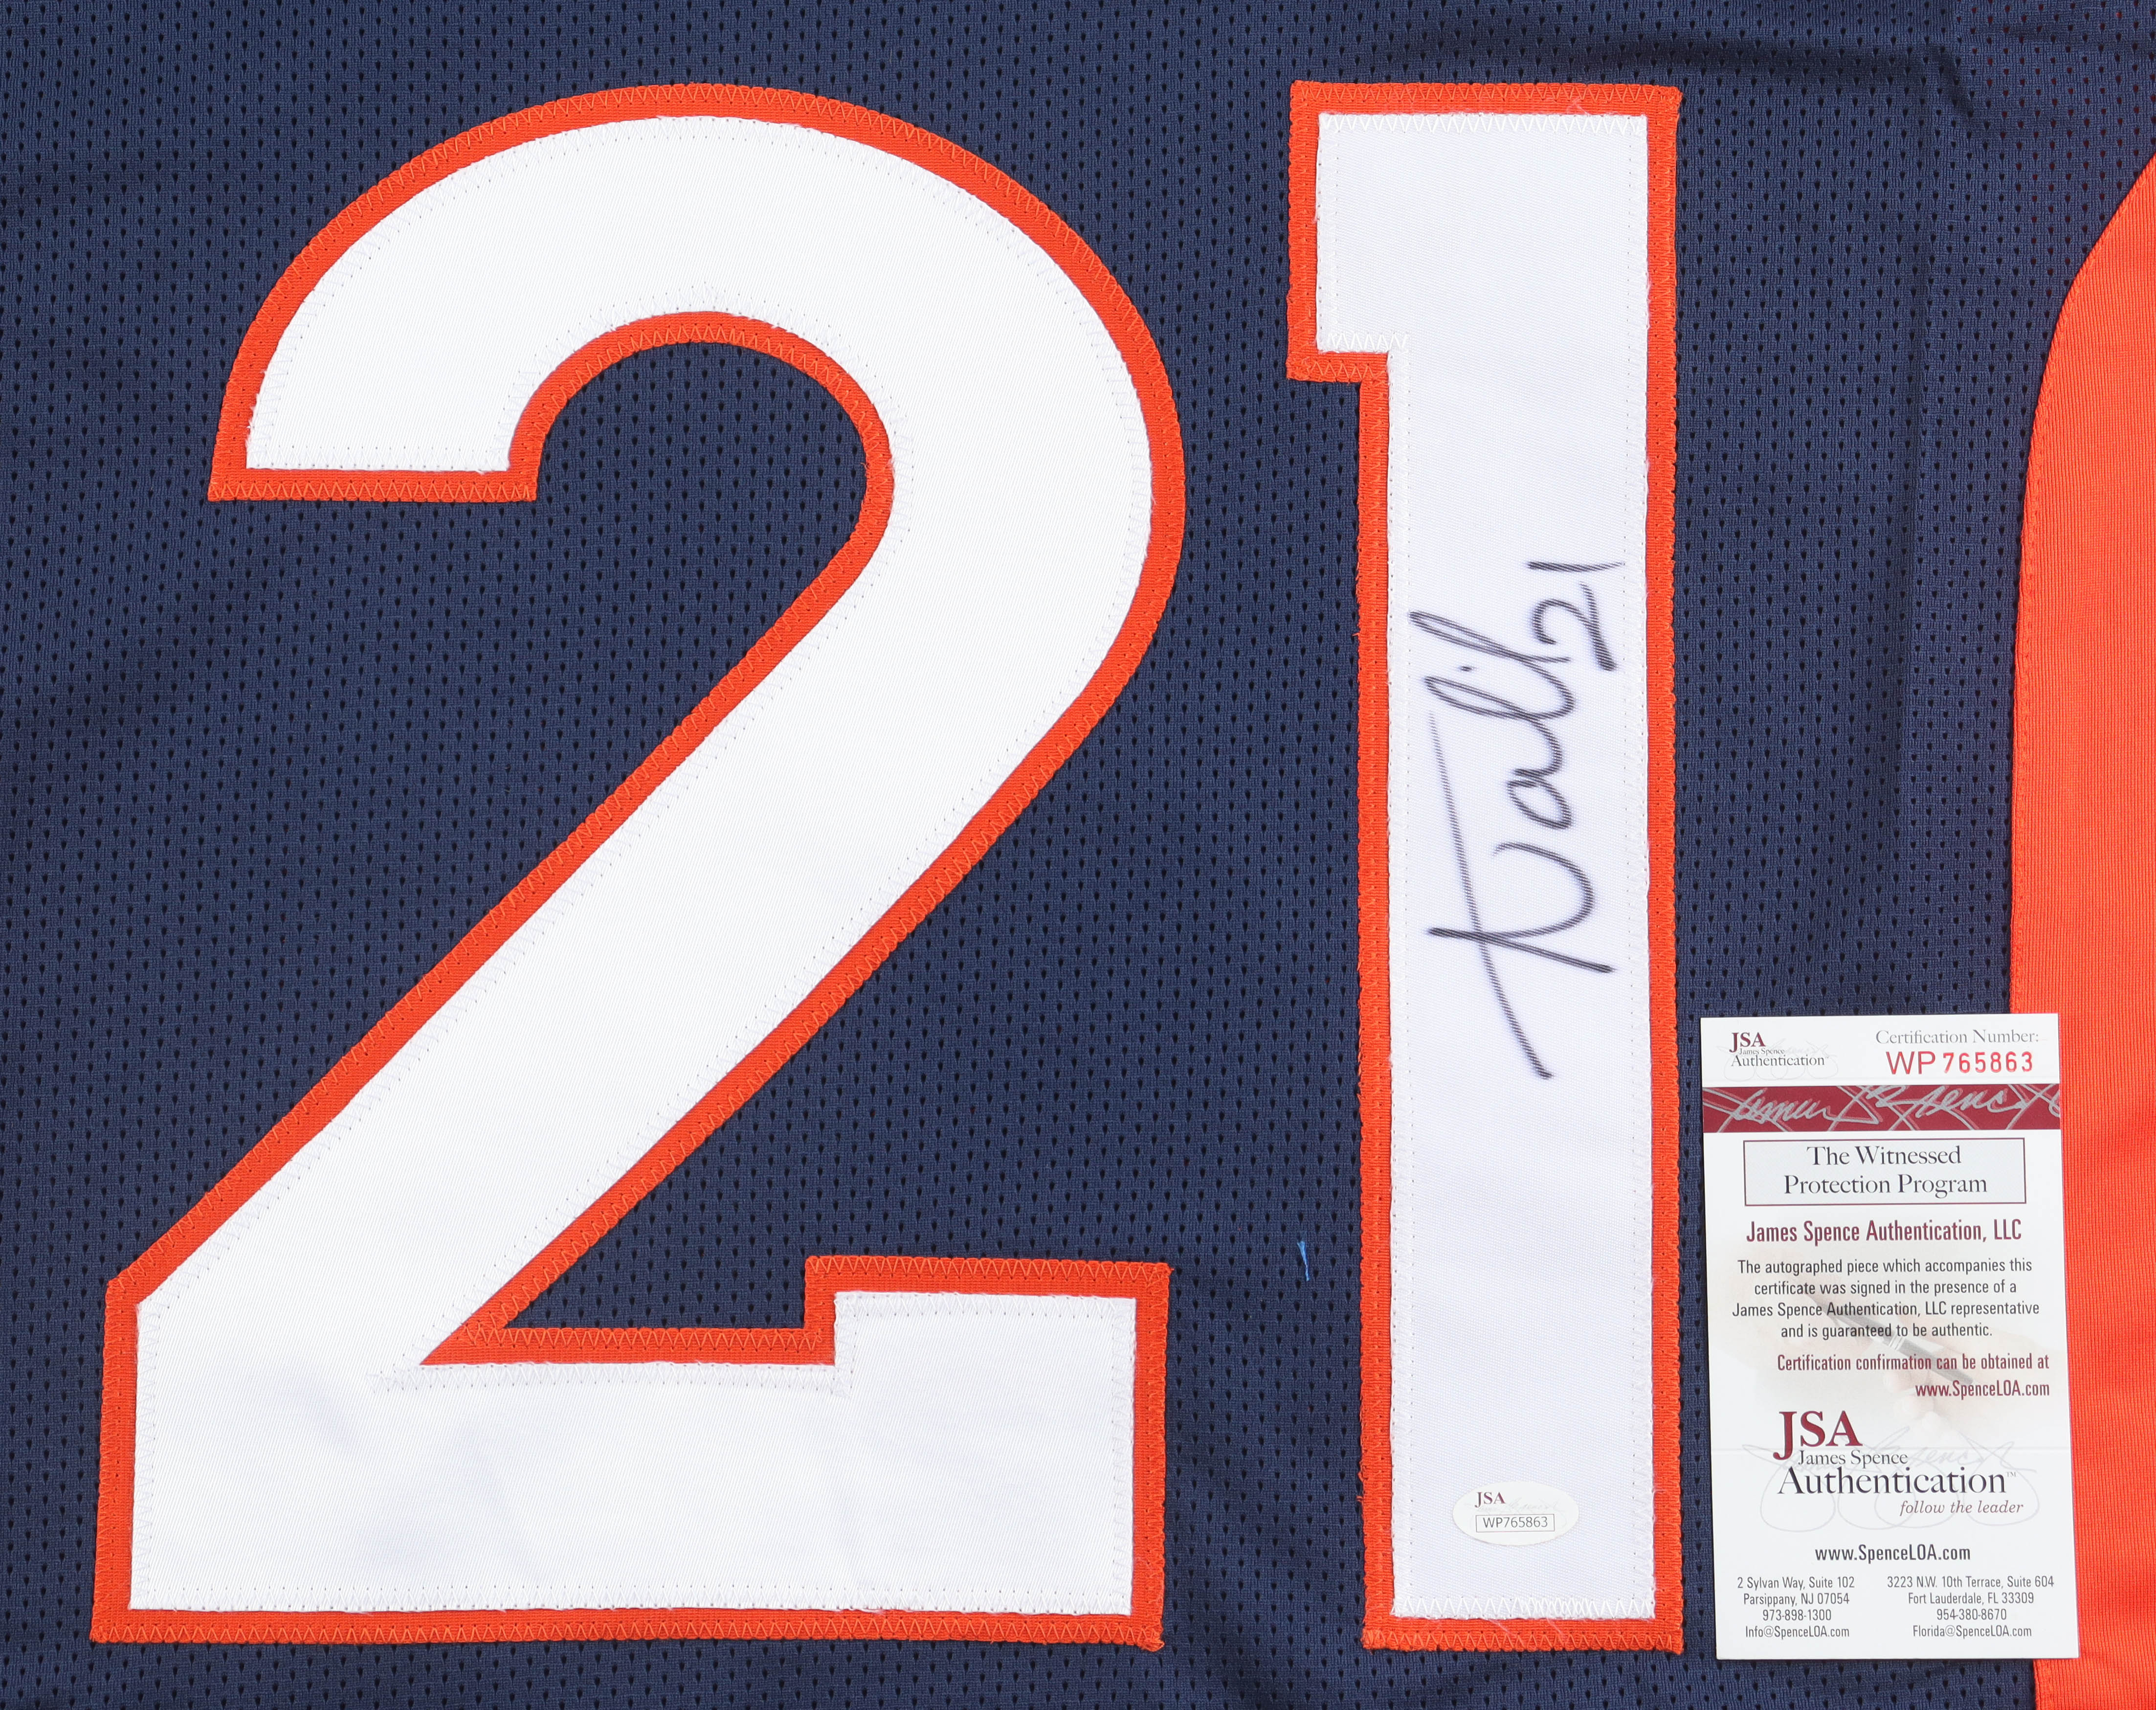 21
21
JSA
James Spence
Authentication
Certification Number:
WP765863
The Witnessed
Protection Program
James Spence Authentication, LLC
The autographed piece which accompanies this
certificate was signed in the presence of a
James Spence Authentication, LLC representative
and is guaranteed to be authentic.
Certification confirmation can be obtained at
www.SpenceLOA.com
JSA
James Spence
Authentication™
follow the leader
www.SpenceLOA.com
2 Sylvan Way, Suite 102
Parsippany, NJ 07054
973-898-1300
Info@SpenceLOA.com
3223 N.W. 10th Terrace, Suite 604
Fort Lauderdale, FL 33309
954-380-8670
Florida@SpenceLOA.com
JSA
WP765863